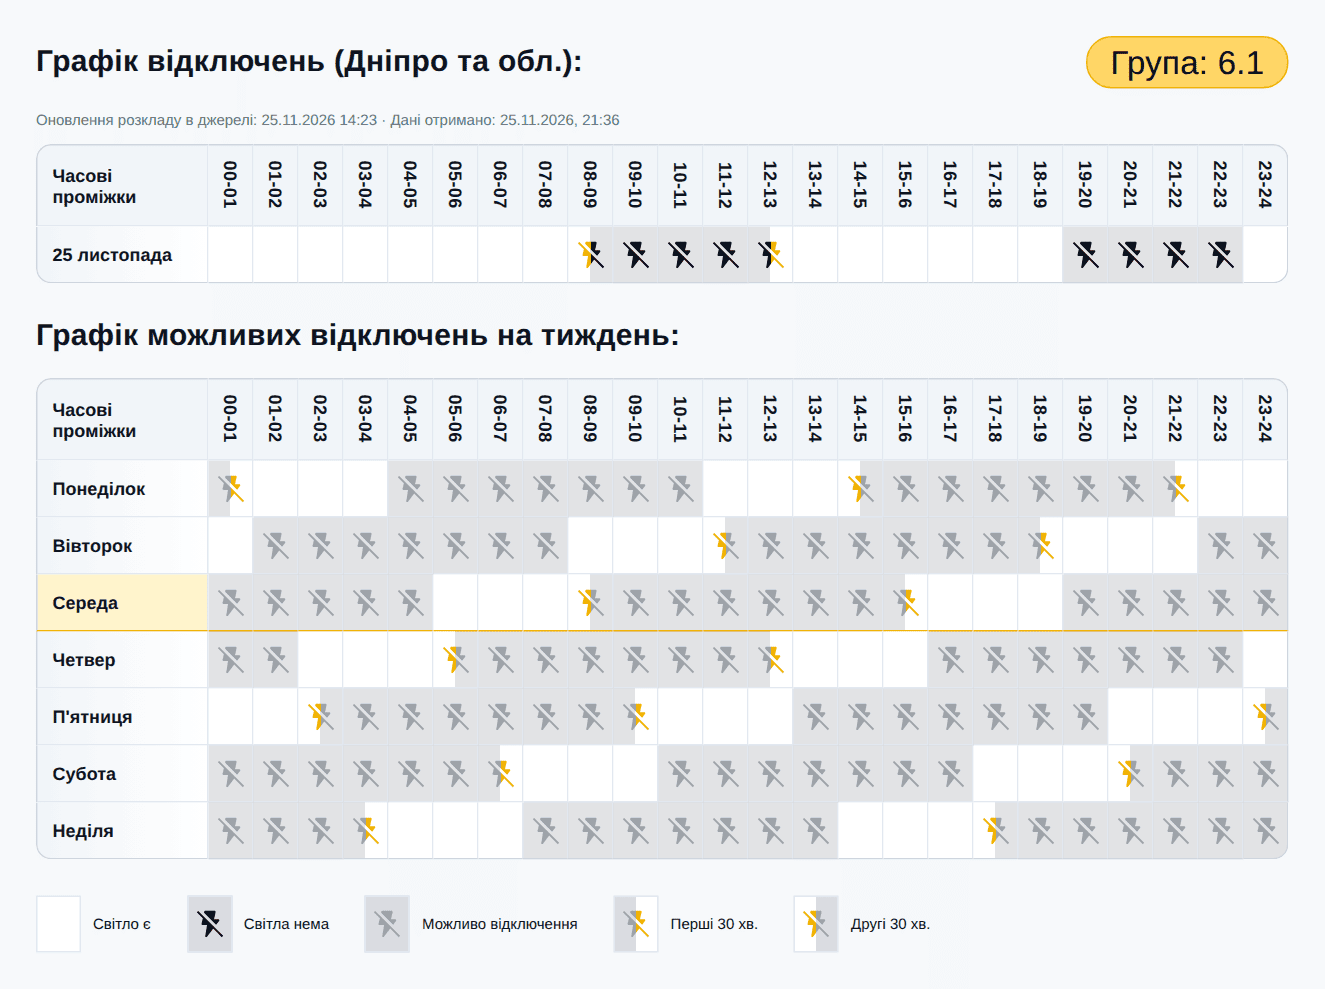 Графік відключень (Дніпро та обл.):
Група: 6.1
Оновлення розкладу в джерелі: 25.11.2026 14:23 · Дані отримано: 25.11.2026, 21:36
Часові
проміжки
00-01 01-02 02-03 03-04 04-05 05-06 06-07 07-08 08-09 09-10 10-11 11-12 12-13 13-14 14-15 15-16 16-17 17-18 18-19 19-20 20-21 21-22 22-23 23-24
25 листопада
Графік можливих відключень на тиждень:
Часові
проміжки
00-01 01-02 02-03 03-04 04-05 05-06 06-07 07-08 08-09 09-10 10-11 11-12 12-13 13-14 14-15 15-16 16-17 17-18 18-19 19-20 20-21 21-22 22-23 23-24
Понеділок
Вівторок
Середа
Четвер
П'ятниця
Субота
Неділя
Світло є
Світла нема
Можливо відключення
Перші 30 хв.
Другі 30 хв.